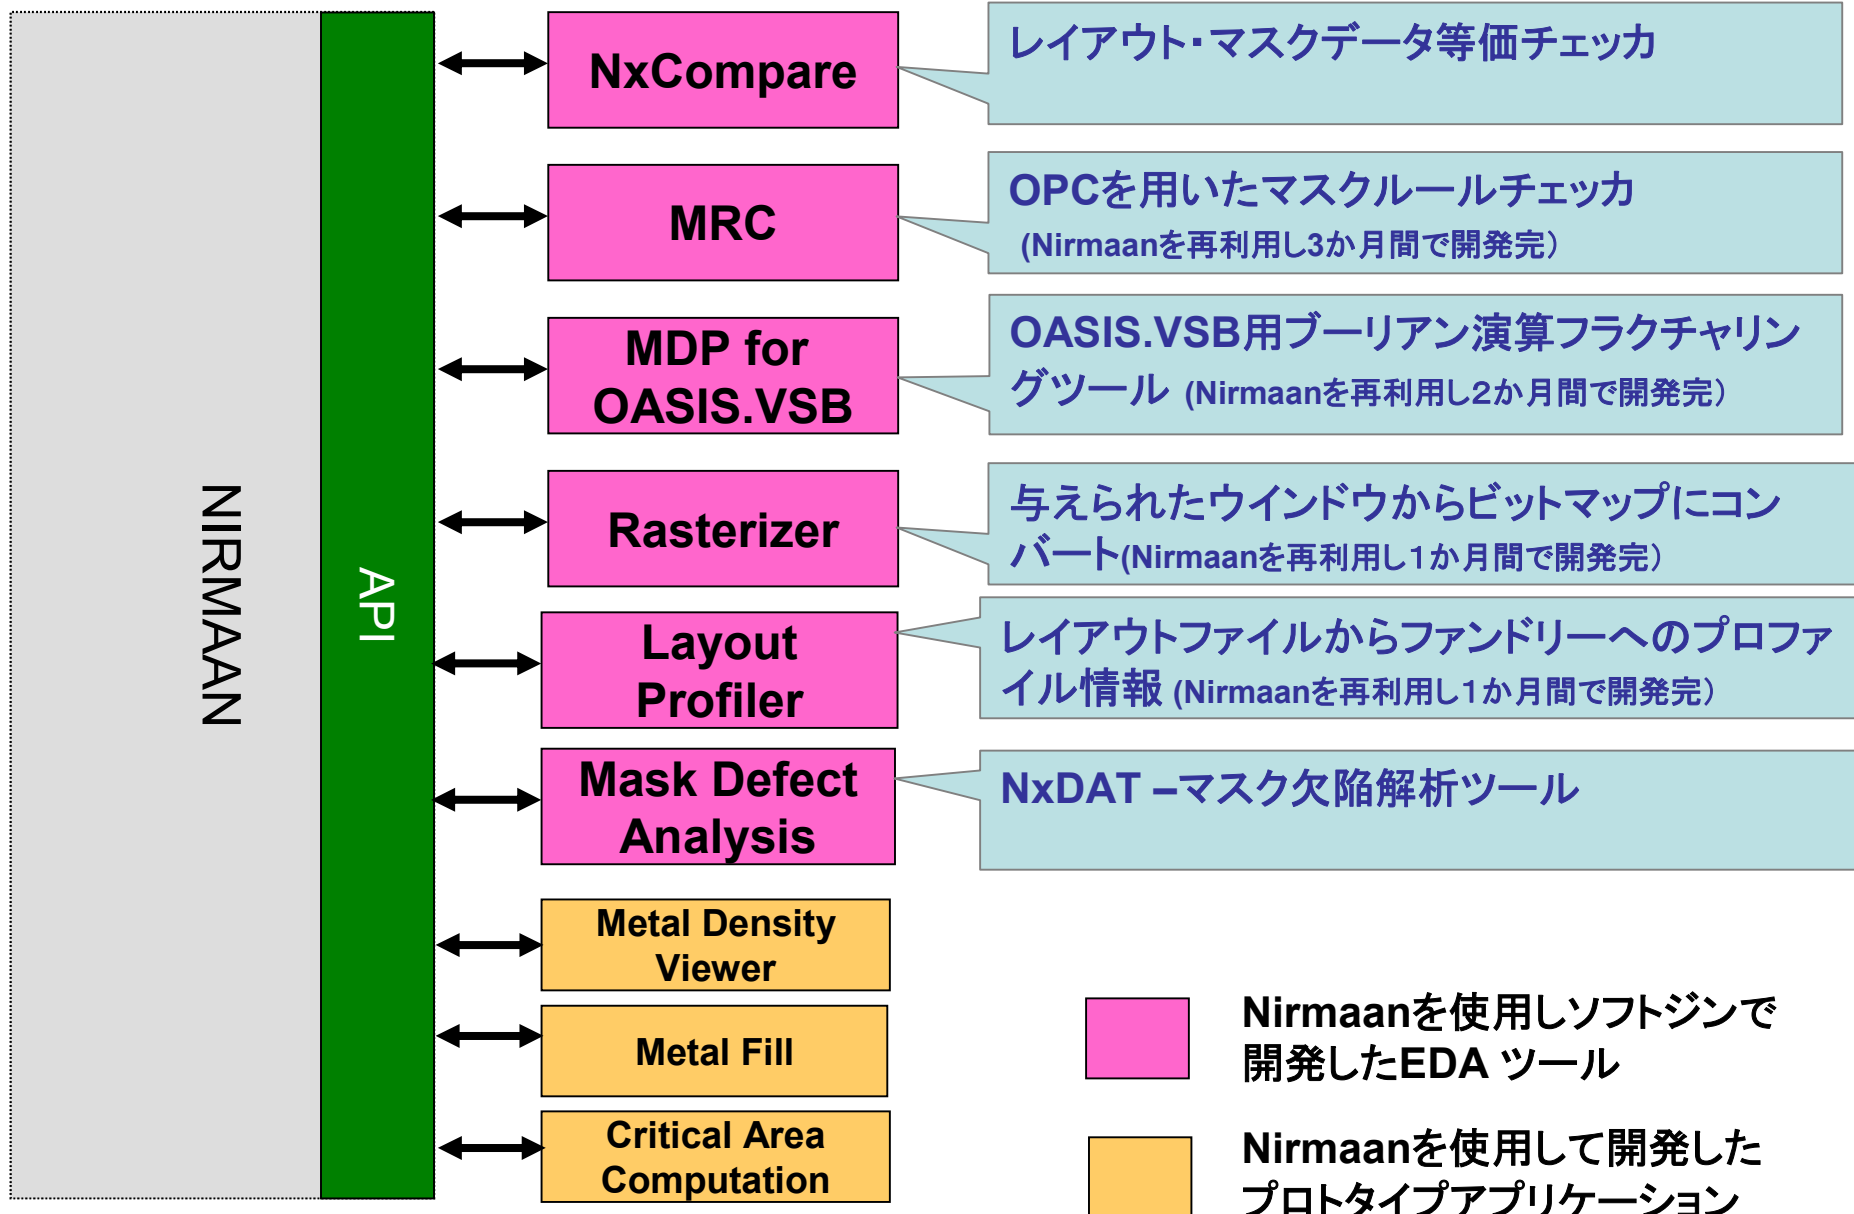 NIRMAAN
API
NxCompare
レイアウト・マスクデータ等価チェッカ
MRC
OPCを用いたマスクルールチェッカ
(Nirmaanを再利用し3か月間で開発完)
MDP for
OASIS.VSB
OASIS.VSB用ブーリアン演算フラクチャリン
グツール (Nirmaanを再利用し2か月間で開発完)
Rasterizer
与えられたウインドウからビットマップにコン
バート(Nirmaanを再利用し1か月間で開発完)
Layout
Profiler
レイアウトファイルからファンドリーへのプロファ
イル情報 (Nirmaanを再利用し1か月間で開発完)
Mask Defect
Analysis
NxDAT –マスク欠陥解析ツール
Metal Density
Viewer
Metal Fill
Critical Area
Computation
Nirmaanを使用しソフトジンで
開発したEDA ツール
Nirmaanを使用して開発した
プロトタイプアプリケーション